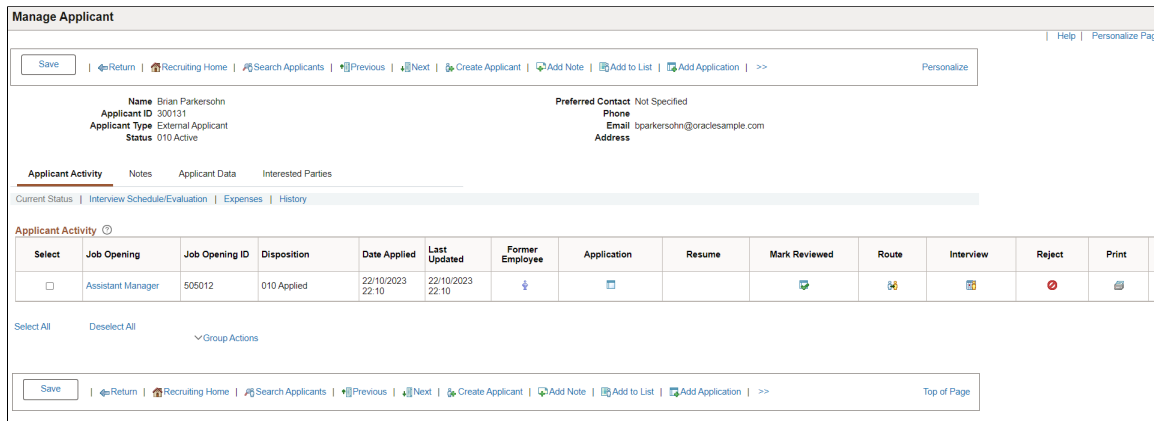 Manage Applicant
| Help | Personalize Pag
Save | Return | Recruiting Home | Search Applicants | Previous | Next | Create Applicant | Add Note | Add to List | Add Application | >> Personalize
Name Brian Parkersohn
Applicant ID 300131
Applicant Type External Applicant
Status 010 Active
Preferred Contact Not Specified
Phone
Email bparkersohn@oraclesample.com
Address
Applicant Activity Notes Applicant Data Interested Parties
Current Status | Interview Schedule/Evaluation | Expenses | History
Applicant Activity
Select Job Opening Job Opening ID Disposition Date Applied Last Updated Former Employee Application Resume Mark Reviewed Route Interview Reject Print
Assistant Manager 505012 010 Applied 22/10/2023 22:10 22/10/2023 22:10
Select All Deselect All
Group Actions
Save | Return | Recruiting Home | Search Applicants | Previous | Next | Create Applicant | Add Note | Add to List | Add Application | >> Top of Page